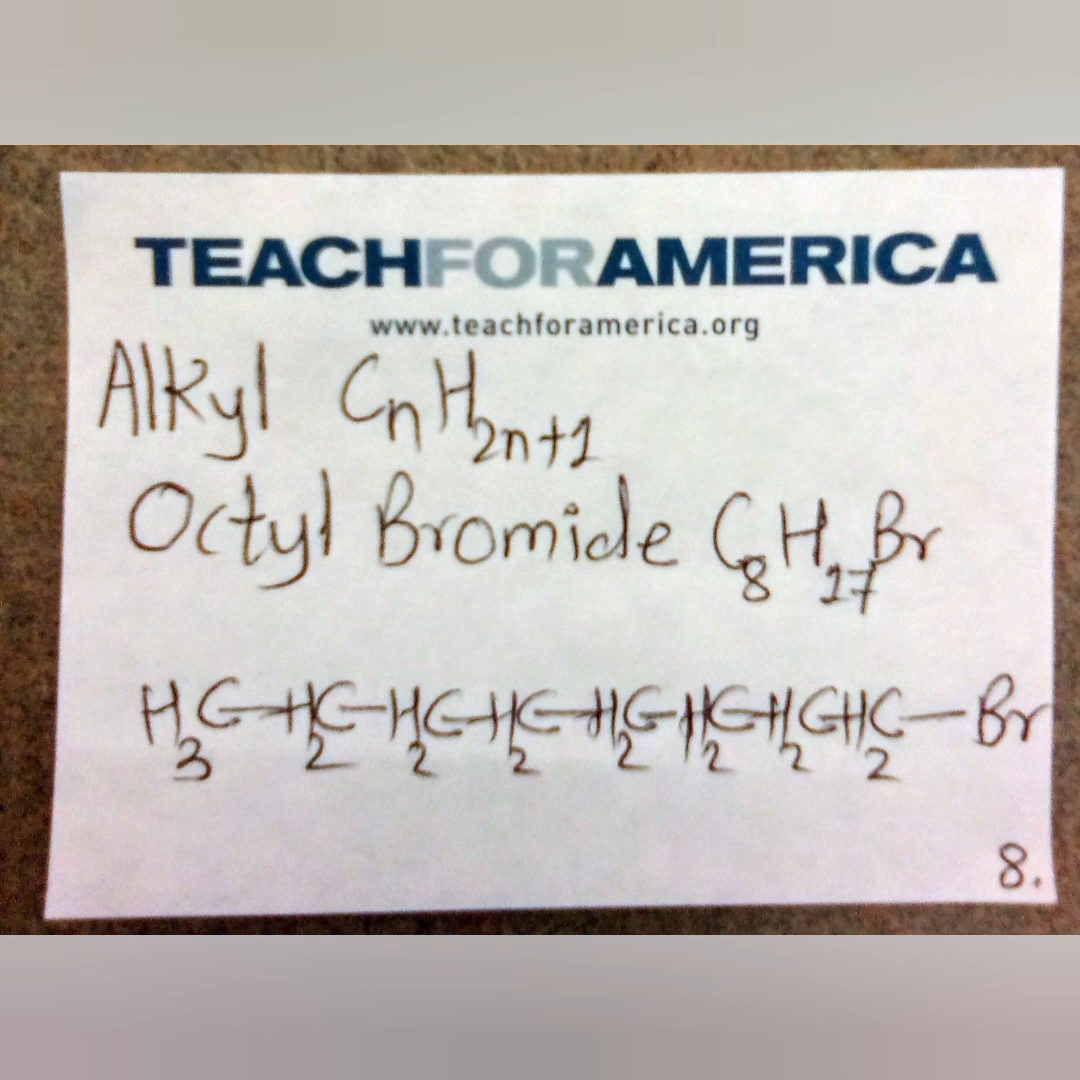 TEACHFORAMERICA
www.teachforamerica.org
Alkyl CnH2n+1
Octyl Bromide C8H17Br
H3C-H2C-H2C-H2C-H2C-H2C-H2C-H2C-Br
8.